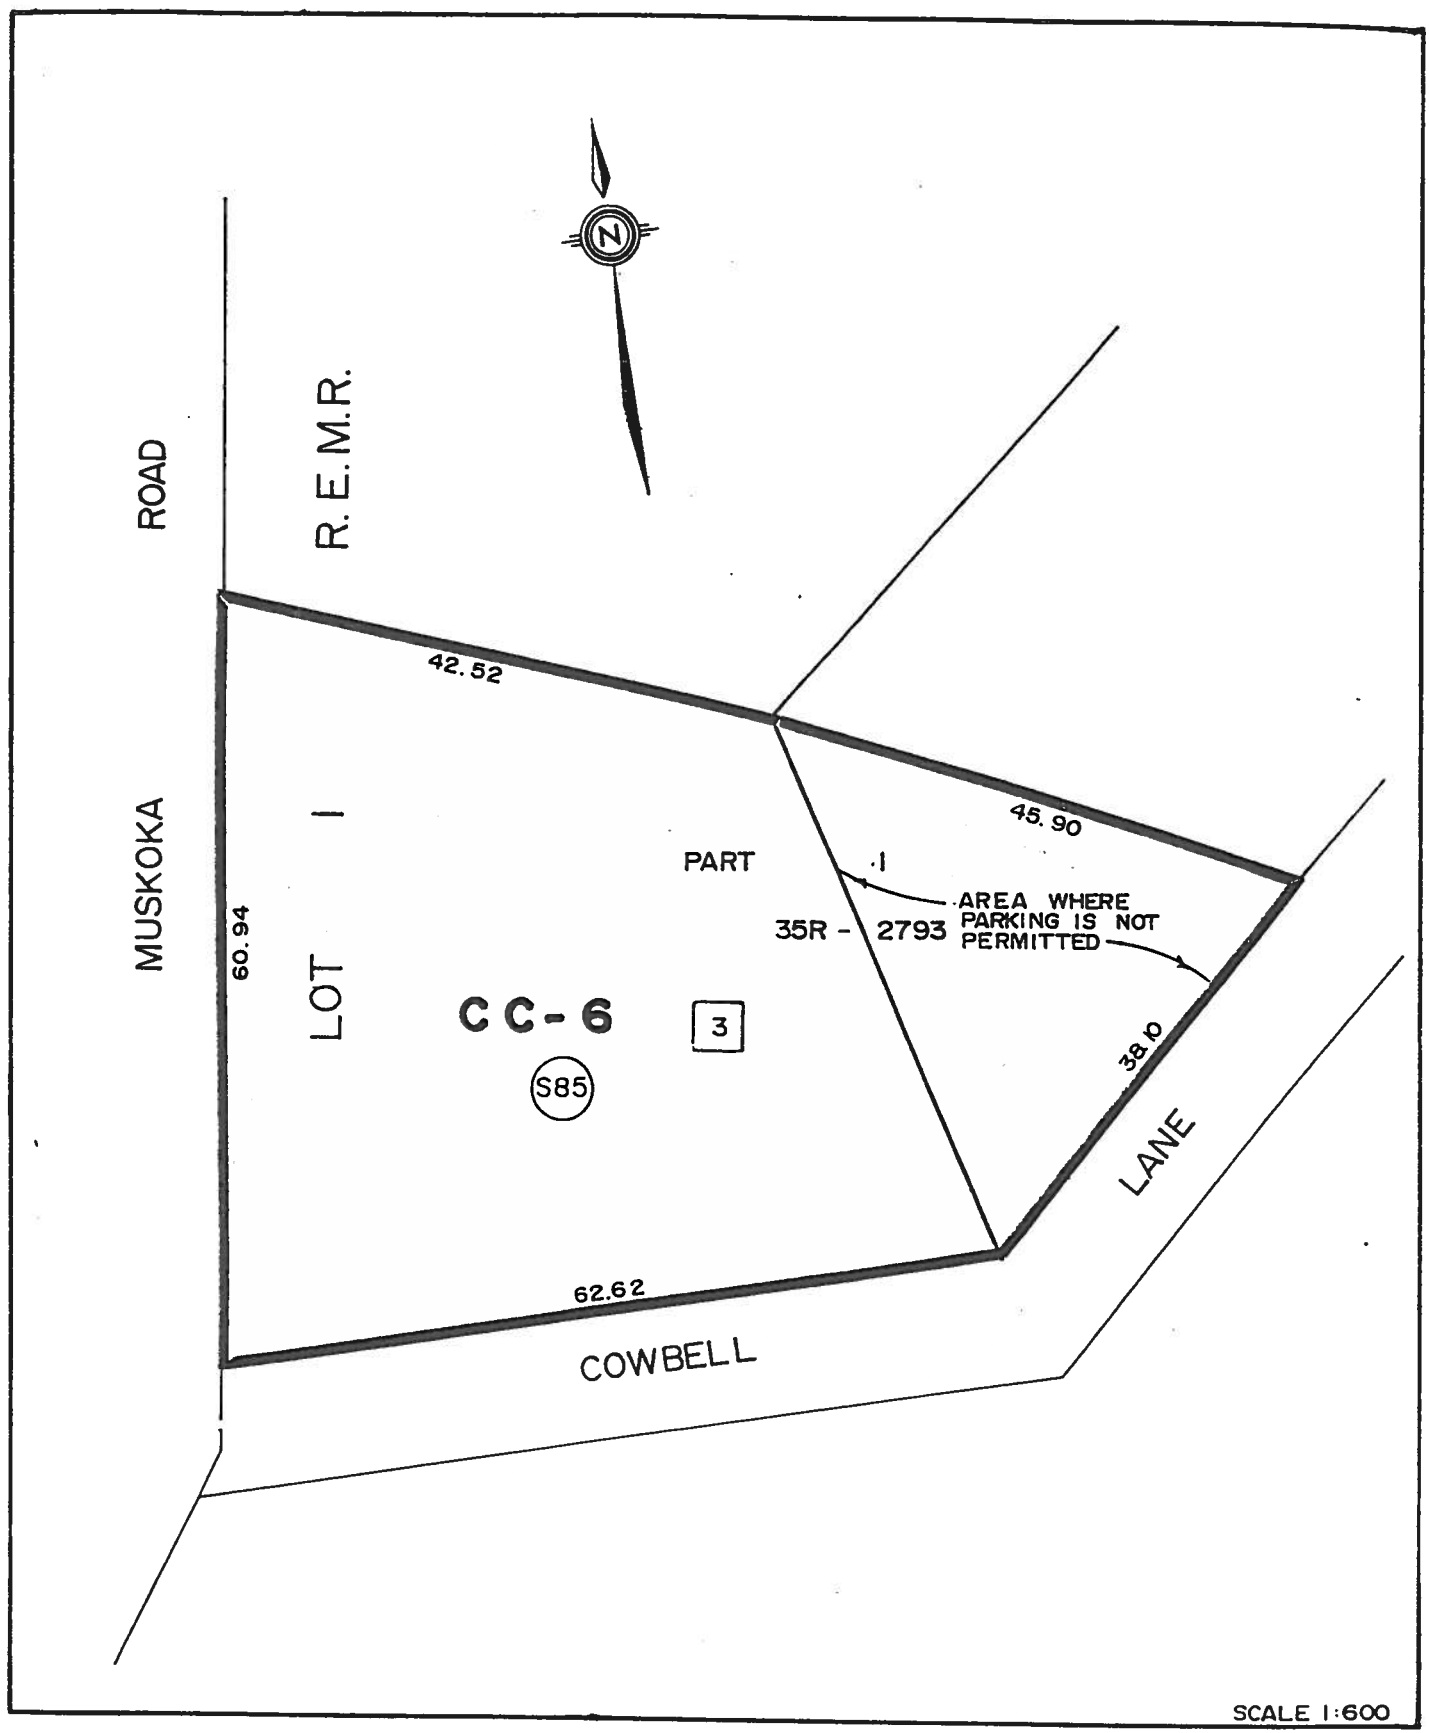 N
MUSKOKA ROAD
R.E.M.R.
42.52
45.90
LOT 1
PART 1
AREA WHERE
PARKING IS NOT
PERMITTED
35R - 2793
60.94
CC-6
3
S85
38.10
LANE
62.62
COWBELL
SCALE 1:600